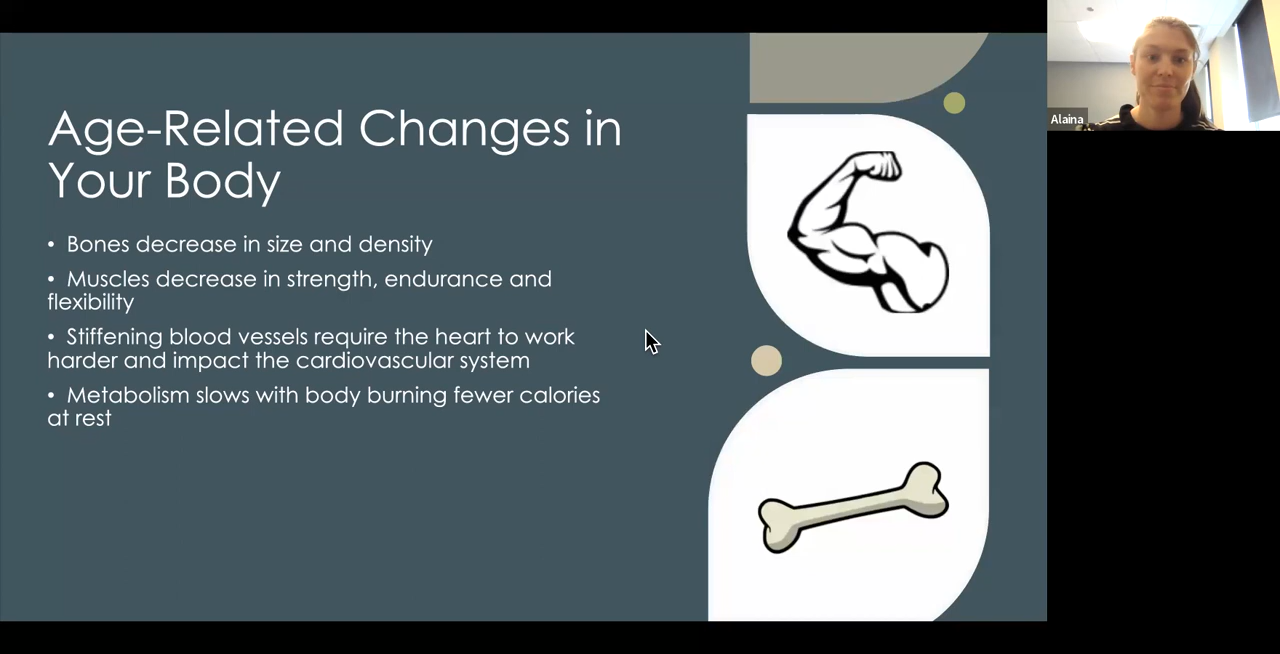 Age-Related Changes in
Your Body
• Bones decrease in size and density
• Muscles decrease in strength, endurance and
flexibility
• Stiffening blood vessels require the heart to work
harder and impact the cardiovascular system
• Metabolism slows with body burning fewer calories
at rest
Alaina